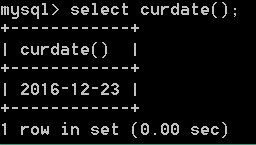 mysql> select curdate();
+------------+
| curdate()  |
+------------+
| 2016-12-23 |
+------------+
1 row in set (0.00 sec)